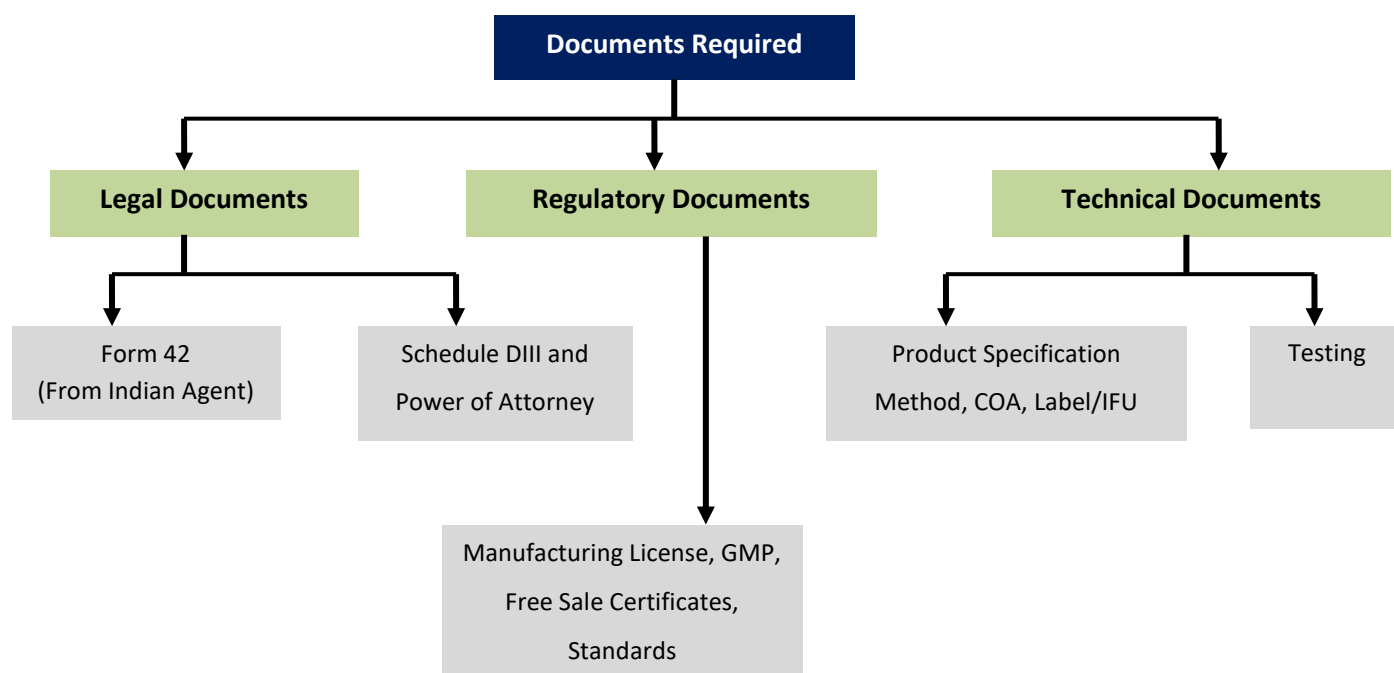 Documents Required
Legal Documents
Regulatory Documents
Technical Documents
Form 42
(From Indian Agent)
Schedule DIII and
Power of Attorney
Product Specification
Method, COA, Label/IFU
Testing
Manufacturing License, GMP,
Free Sale Certificates,
Standards